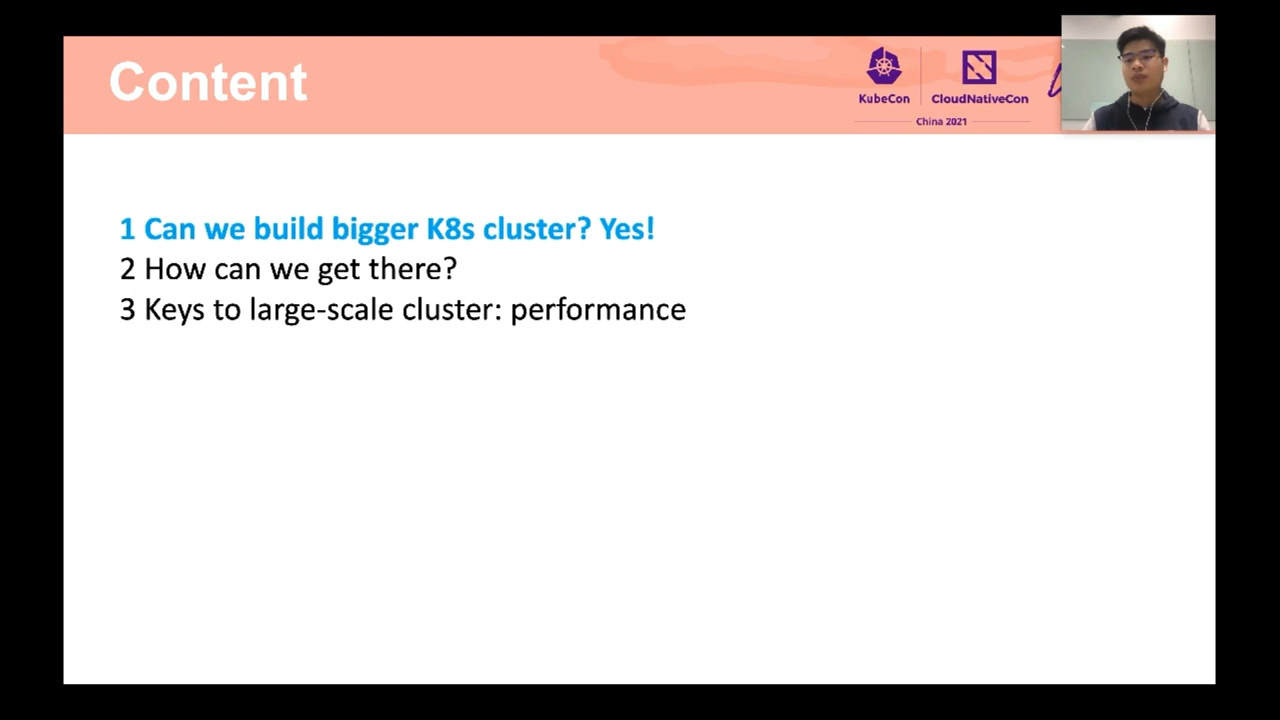 Content
KubeCon
CloudNativeCon
China 2021
1 Can we build bigger K8s cluster? Yes!
2 How can we get there?
3 Keys to large-scale cluster: performance